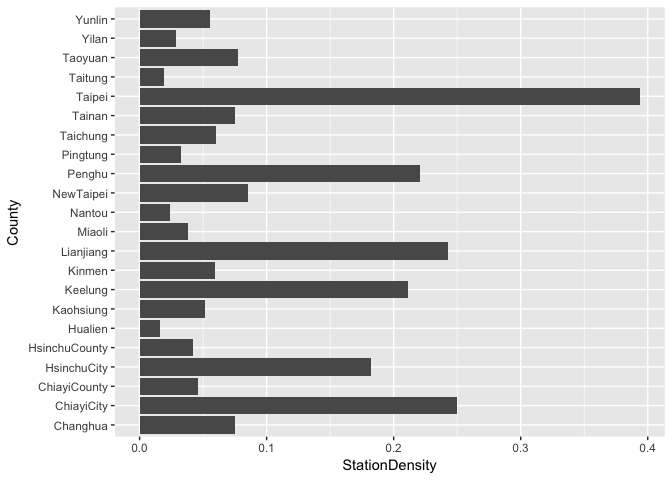 Yunlin
Yilan
Taoyuan
Taitung
Taipei
Tainan
Taichung
Pingtung
Penghu
NewTaipei
Nantou
Miaoli
Lianjiang
Kinmen
Keelung
Kaohsiung
Hualien
HsinchuCounty
HsinchuCity
ChiayiCounty
ChiayiCity
Changhua
County
0.0 0.1 0.2 0.3 0.4
StationDensity